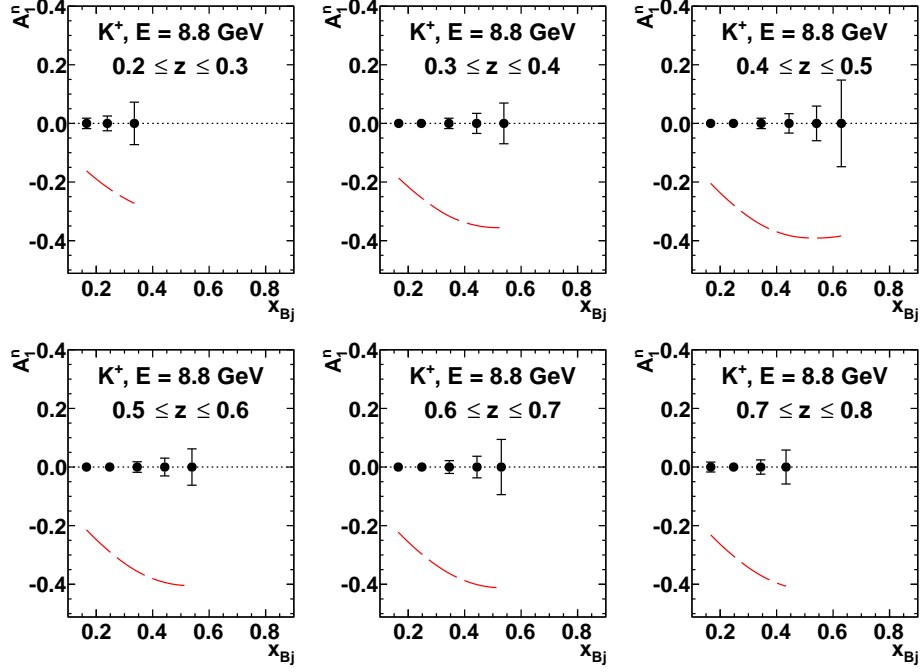 A₁ⁿ
0.4
K⁺, E = 8.8 GeV
0.2 ≤ z ≤ 0.3
0.2
0.0
-0.2
-0.4
0.2 0.4 0.6 0.8
x_Bj
A₁ⁿ
0.4
K⁺, E = 8.8 GeV
0.3 ≤ z ≤ 0.4
0.2
0.0
-0.2
-0.4
0.2 0.4 0.6 0.8
x_Bj
A₁ⁿ
0.4
K⁺, E = 8.8 GeV
0.4 ≤ z ≤ 0.5
0.2
0.0
-0.2
-0.4
0.2 0.4 0.6 0.8
x_Bj
A₁ⁿ
0.4
K⁺, E = 8.8 GeV
0.5 ≤ z ≤ 0.6
0.2
0.0
-0.2
-0.4
0.2 0.4 0.6 0.8
x_Bj
A₁ⁿ
0.4
K⁺, E = 8.8 GeV
0.6 ≤ z ≤ 0.7
0.2
0.0
-0.2
-0.4
0.2 0.4 0.6 0.8
x_Bj
A₁ⁿ
0.4
K⁺, E = 8.8 GeV
0.7 ≤ z ≤ 0.8
0.2
0.0
-0.2
-0.4
0.2 0.4 0.6 0.8
x_Bj